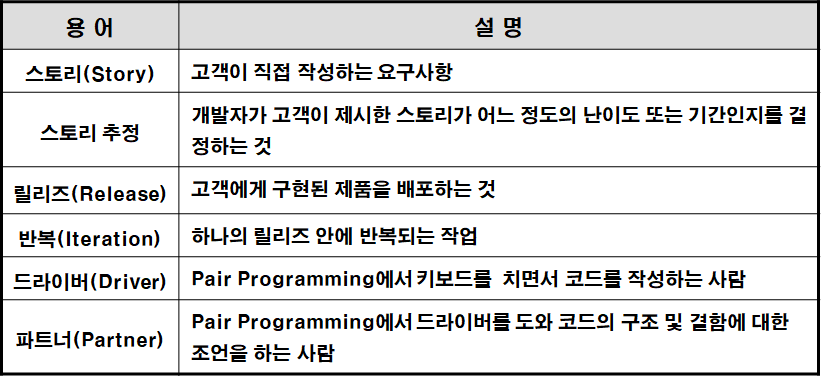 용 어 설 명
스토리(Story) 고객이 직접 작성하는 요구사항
스토리 추정 개발자가 고객이 제시한 스토리가 어느 정도의 난이도 또는 기간인지를 결
정하는 것
릴리즈(Release) 고객에게 구현된 제품을 배포하는 것
반복(Iteration) 하나의 릴리즈 안에 반복되는 작업
드라이버(Driver) Pair Programming에서 키보드를 치면서 코드를 작성하는 사람
파트너(Partner) Pair Programming에서 드라이버를 도와 코드의 구조 및 결함에 대한
조언을 하는 사람